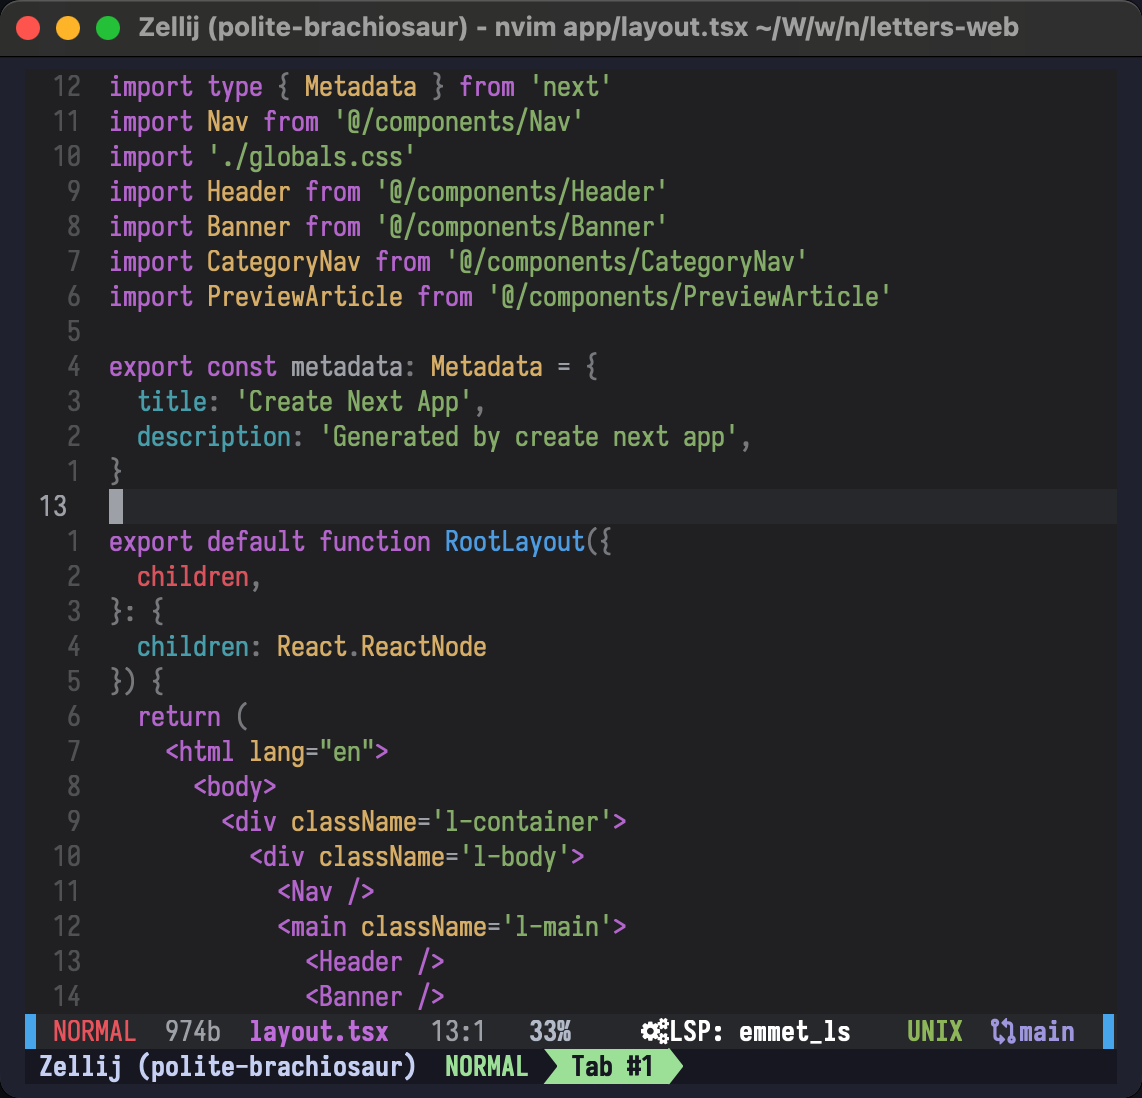 Zellij (polite-brachiosaur) - nvim app/layout.tsx ~/W/w/n/letters-web
12 import type { Metadata } from 'next'
11 import Nav from '@/components/Nav'
10 import './globals.css'
9 import Header from '@/components/Header'
8 import Banner from '@/components/Banner'
7 import CategoryNav from '@/components/CategoryNav'
6 import PreviewArticle from '@/components/PreviewArticle'
5
4 export const metadata: Metadata = {
3   title: 'Create Next App',
2   description: 'Generated by create next app',
1 }
13
1 export default function RootLayout({
2   children,
3 }: {
4   children: React.ReactNode
5 }) {
6   return (
7     <html lang="en">
8       <body>
9         <div className='l-container'>
10           <div className='l-body'>
11             <Nav />
12             <main className='l-main'>
13               <Header />
14               <Banner />
NORMAL 974b layout.tsx 13:1 33% LSP: emmet_ls UNIX main
Zellij (polite-brachiosaur) NORMAL Tab #1